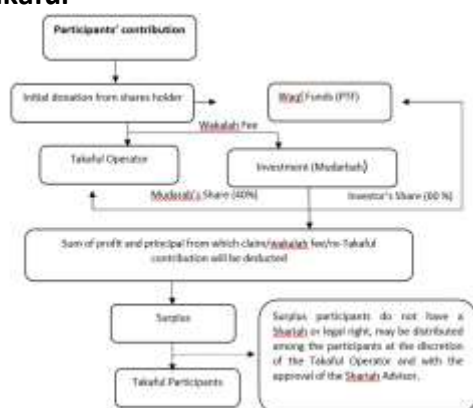 Participants' contribution
Initial donation from shares holder
Waqf Funds (PTF)
Wakalah Fee
Takaful Operator
Investment (Mudarbah)
Mudarab's Share (40%)
Investor's Share (60 %)
Sum of profit and principal from which claim/wakalah fee/re-Takaful
contribution will be deducted
Surplus
Surplus participants do not have a
Shariah or legal right, may be distributed
among the participants at the discretion
of the Takaful Operator and with the
approval of the Shariah Advisor.
Takaful Participants